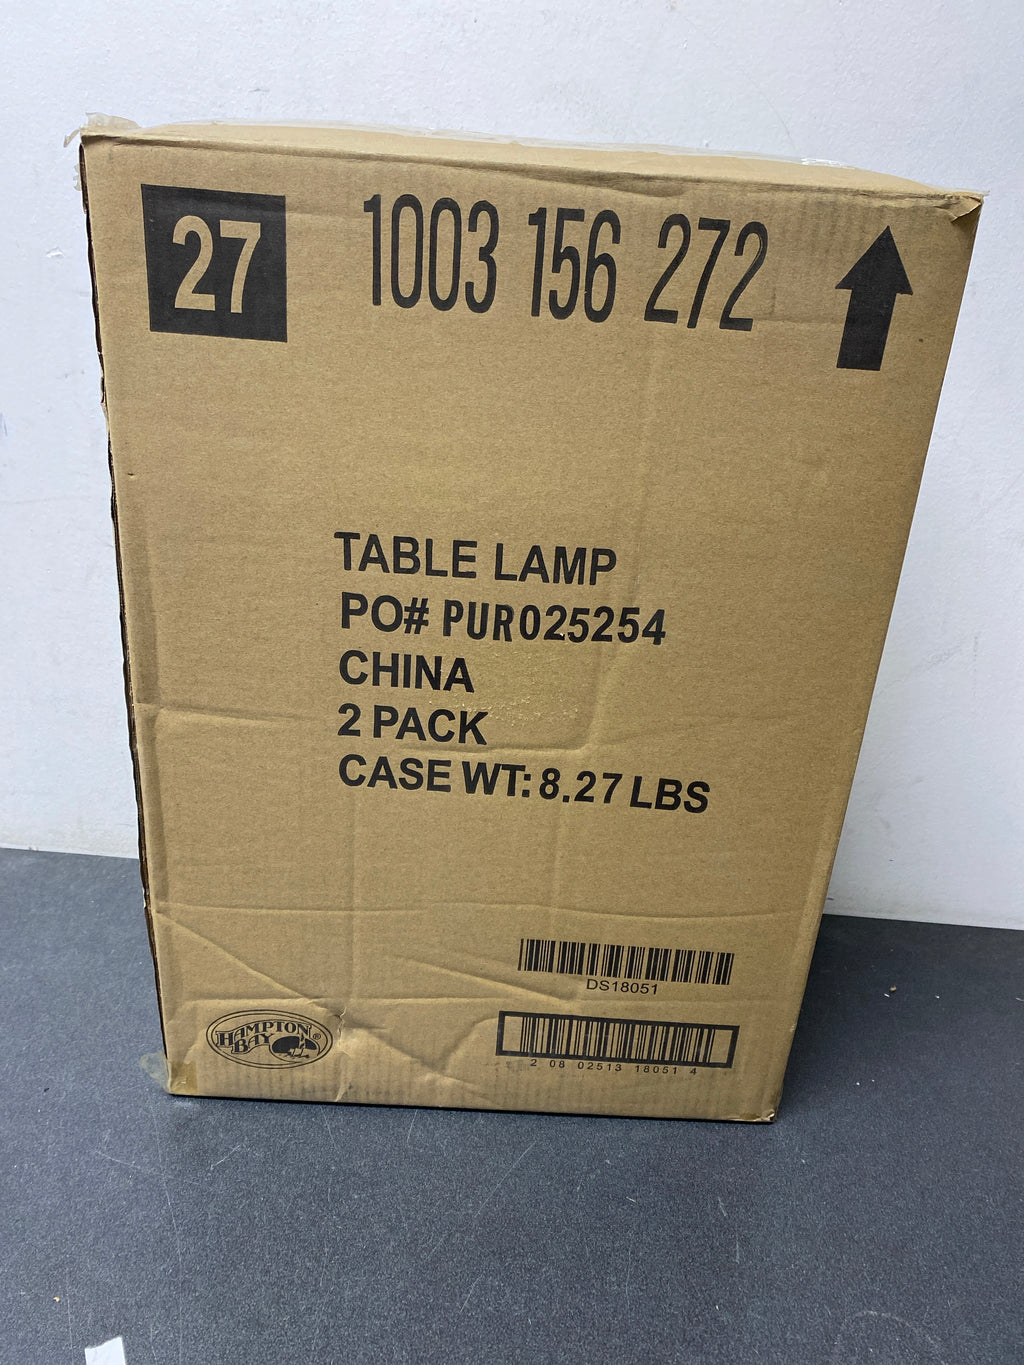 27 1003 156 272
TABLE LAMP
PO# PUR025254
CHINA
2 PACK
CASE WT: 8.27 LBS
DS18051
HAMPTON
BAY ®
2 08 02513 18051 4